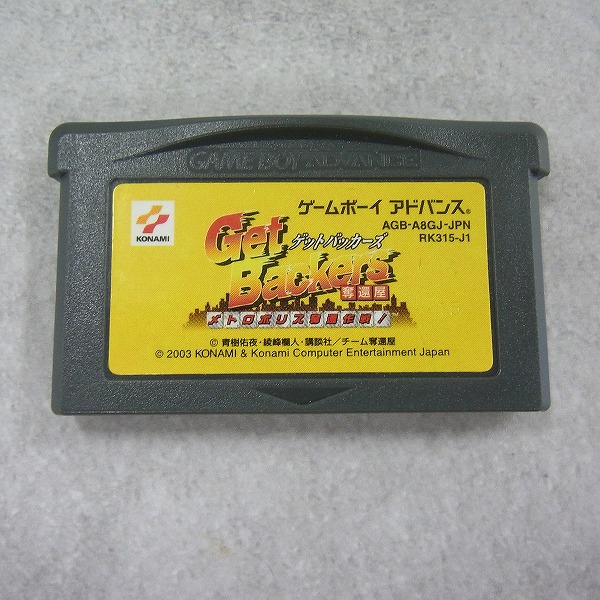 GAME BOY ADVANCE
KONAMI
ゲームボーイ アドバンス®
AGB-A8GJ-JPN
RK315-J1
Get
ゲットバッカーズ
Backers
奪還屋
メトロポリス奪還作戦!
© 青樹佑夜・綾峰欄人・講談社/チーム奪還屋
© 2003 KONAMI & Konami Computer Entertainment Japan